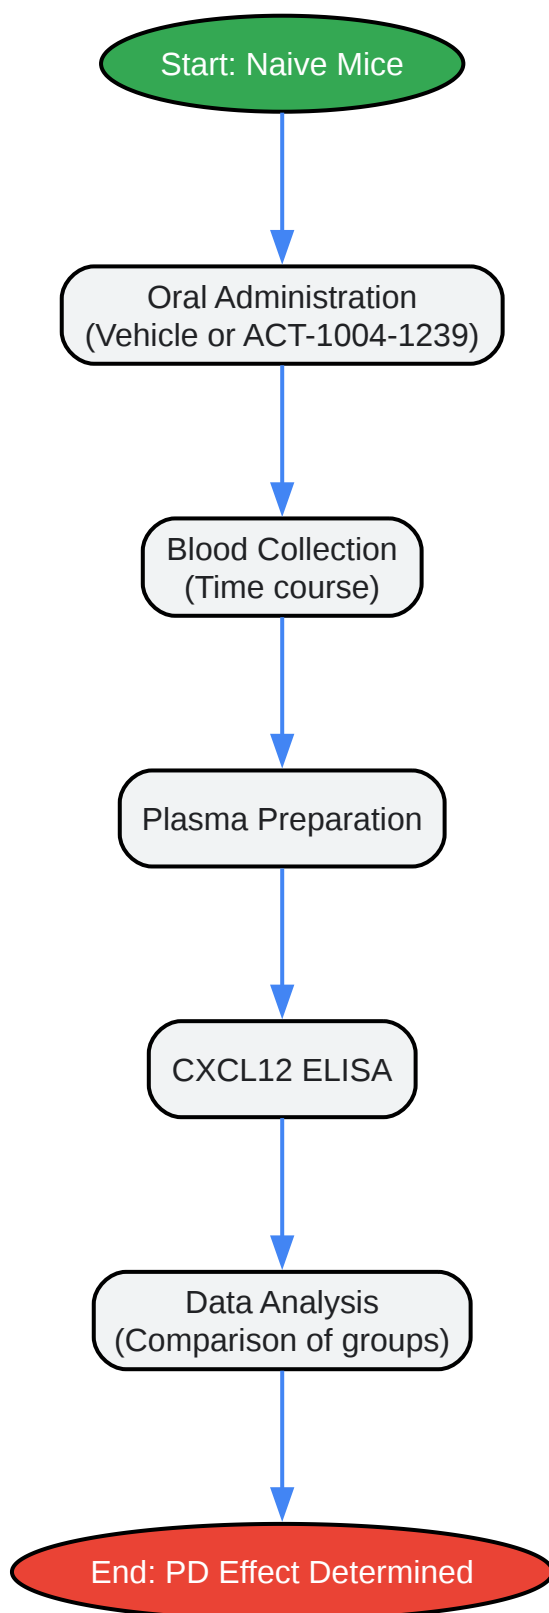 Start: Naive Mice
Oral Administration
(Vehicle or ACT-1004-1239)
Blood Collection
(Time course)
Plasma Preparation
CXCL12 ELISA
Data Analysis
(Comparison of groups)
End: PD Effect Determined